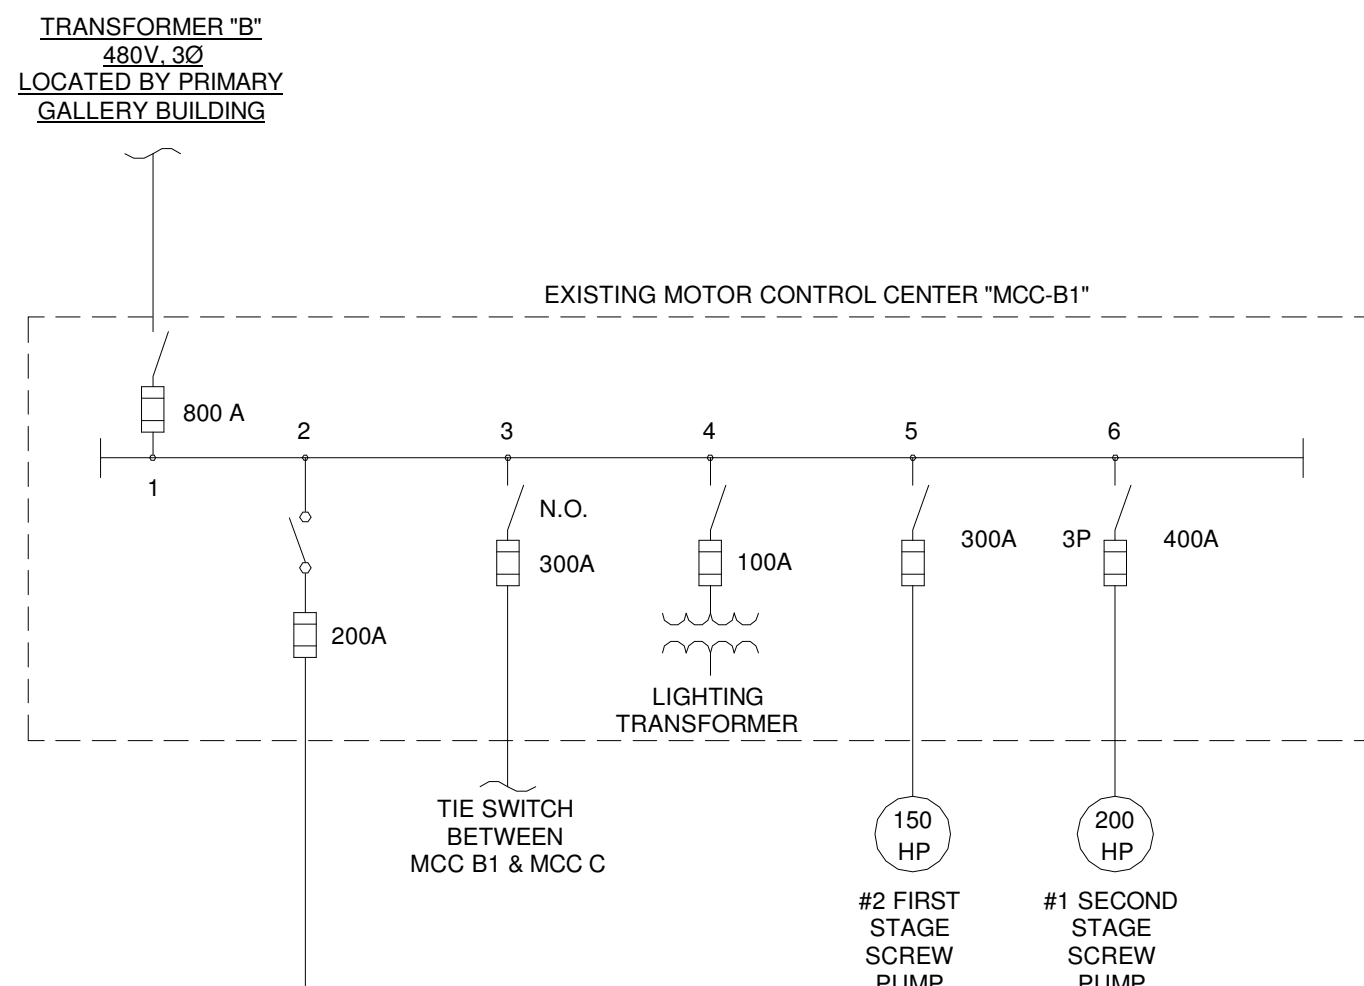 TRANSFORMER "B"
480V, 3Ø
LOCATED BY PRIMARY
GALLERY BUILDING
EXISTING MOTOR CONTROL CENTER "MCC-B1"
800 A
1
2
3
4
5
6
200A
N.O.
300A
100A
300A
3P
400A
LIGHTING
TRANSFORMER
TIE SWITCH
BETWEEN
MCC B1 & MCC C
150
HP
#2 FIRST
STAGE
SCREW
PUMP
200
HP
#1 SECOND
STAGE
SCREW
PUMP